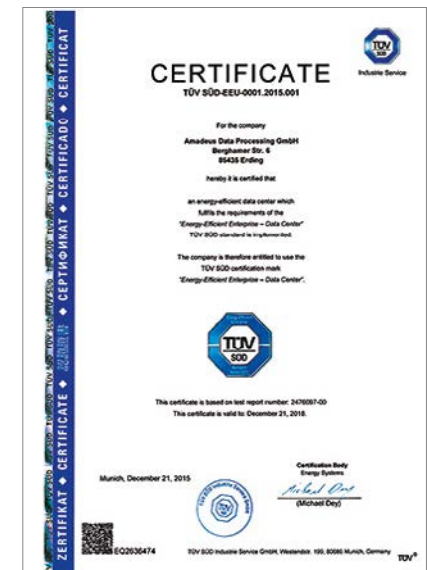 CERTIFICATE
TÜV SÜD-EEU-0001.2015.001
TÜV
SÜD
Industrie Service
For the company
Amadeus Data Processing GmbH
Berghamer Str. 6
85435 Erding
hereby it is certified that
an energy-efficient data center which
fulfils the requirements of the
"Energy-Efficient Enterprise – Data Center"
TÜV SÜD standard is implemented.
The company is therefore entitled to use the
TÜV SÜD certification mark
"Energy-Efficient Enterprise – Data Center".
TÜV
SÜD
This certificate is based on test report number: 2476097-00
This certificate is valid to: December 21, 2018.
Munich, December 21, 2015
Certification Body
Energy Systems
Michael Dey
(Michael Dey)
EQ2636474
TÜV SÜD Industrie Service GmbH, Westendstr. 199, 80686 Munich, Germany
TÜV®
ZERTIFIKAT ◆ CERTIFICATE ◆ ◆ СЕРТИФИКАТ ◆ CERTIFICADO ◆ CERTIFICAT